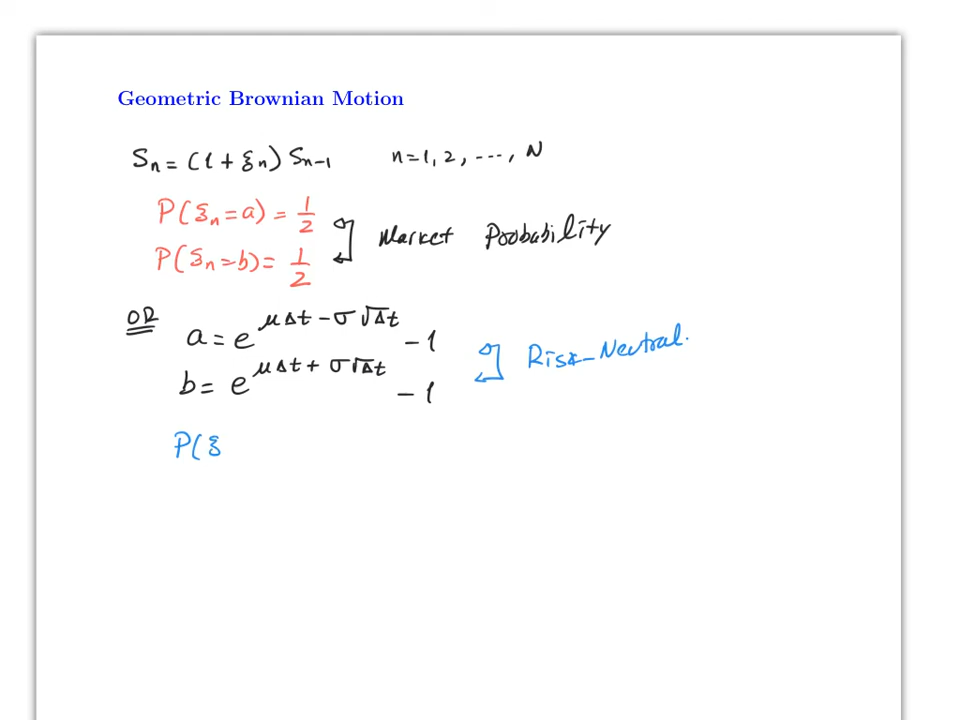 Geometric Brownian Motion
Sₙ = (1 + ξₙ) Sₙ₋₁ n = 1, 2, ..., N
P(ξₙ = a) = 1/2
P(ξₙ = b) = 1/2
Market Probability
OR
a = e^(μΔt − σ√Δt) − 1
b = e^(μΔt + σ√Δt) − 1
Risk-Neutral.
P(ξ